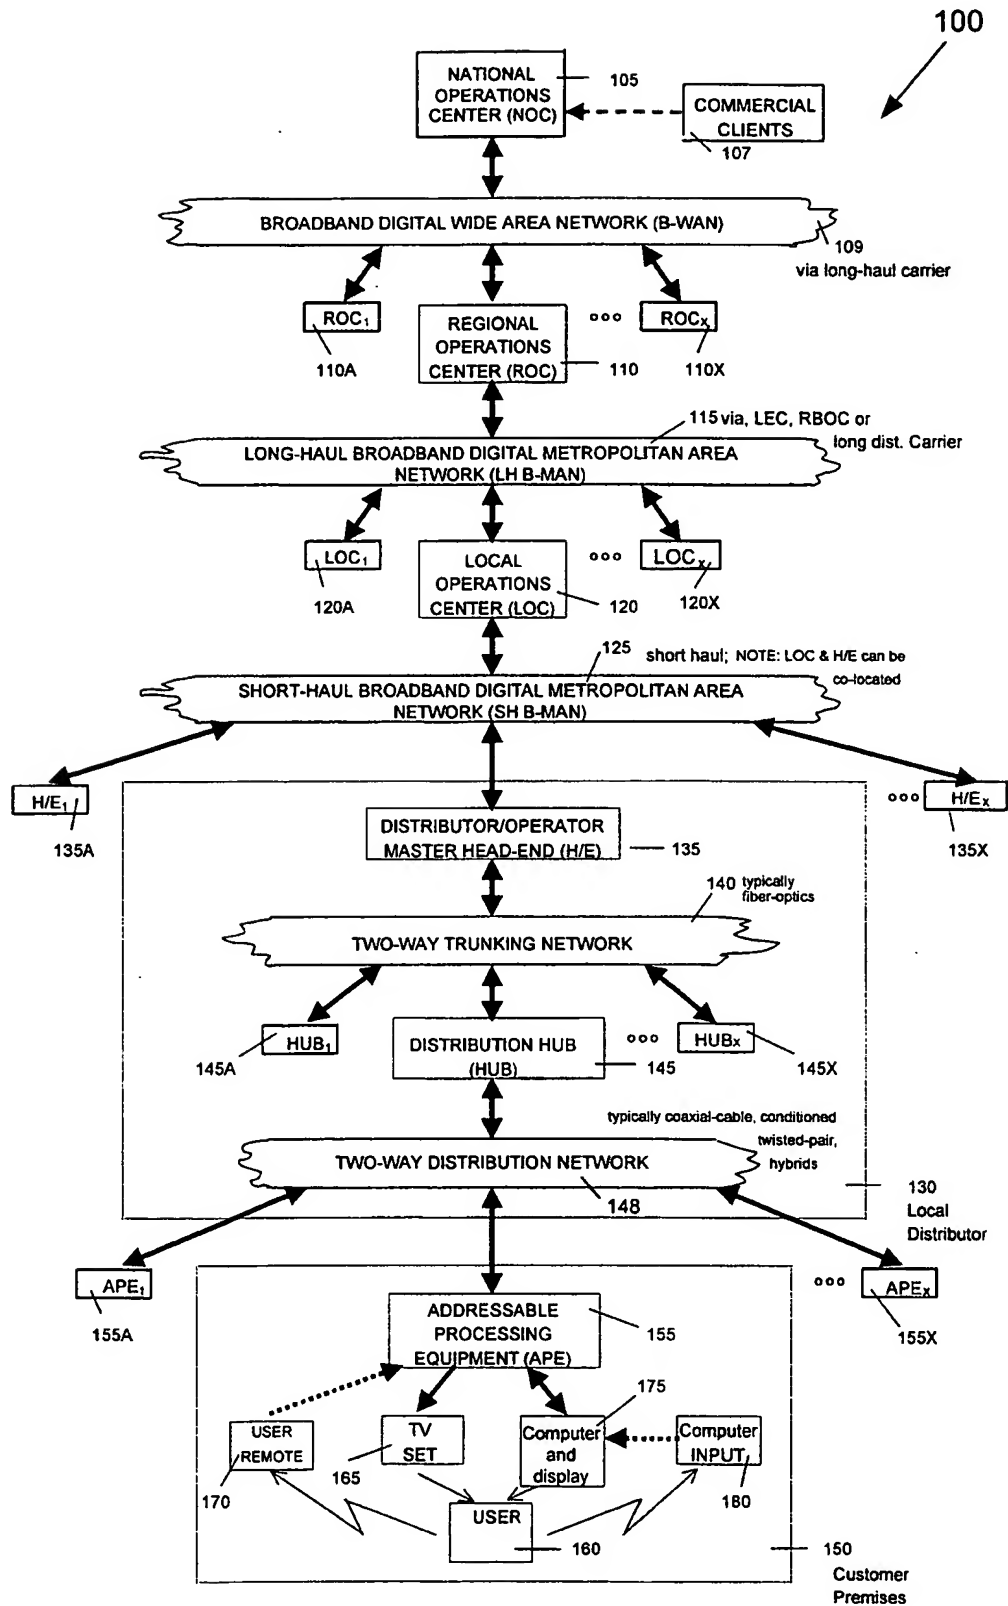 100
NATIONAL
OPERATIONS
CENTER (NOC)
105
COMMERCIAL
CLIENTS
107
BROADBAND DIGITAL WIDE AREA NETWORK (B-WAN)
109
via long-haul carrier
ROC1
110A
REGIONAL
OPERATIONS
CENTER (ROC)
110
ROCX
110X
115 via, LEC, RBOC or
long dist. Carrier
LONG-HAUL BROADBAND DIGITAL METROPOLITAN AREA
NETWORK (LH B-MAN)
LOC1
120A
LOCAL
OPERATIONS
CENTER (LOC)
120
LOCX
120X
125
short haul; NOTE: LOC & H/E can be
co-located
SHORT-HAUL BROADBAND DIGITAL METROPOLITAN AREA
NETWORK (SH B-MAN)
H/E1
135A
H/EX
135X
DISTRIBUTOR/OPERATOR
MASTER HEAD-END (H/E)
135
140 typically
fiber-optics
TWO-WAY TRUNKING NETWORK
HUB1
145A
DISTRIBUTION HUB
(HUB)
145
HUBX
145X
typically coaxial-cable, conditioned
twisted-pair,
hybrids
TWO-WAY DISTRIBUTION NETWORK
148
130
Local
Distributor
APE1
155A
ADDRESSABLE
PROCESSING
EQUIPMENT (APE)
155
APEX
155X
175
USER
REMOTE
170
TV
SET
165
Computer
and
display
Computer
INPUT
180
USER
160
150
Customer
Premises